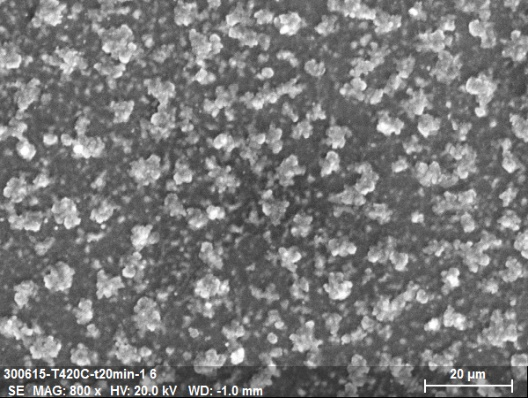 300615-T420C-t20min-1 6
20 µm
SE MAG: 800 x HV: 20.0 kV WD: -1.0 mm